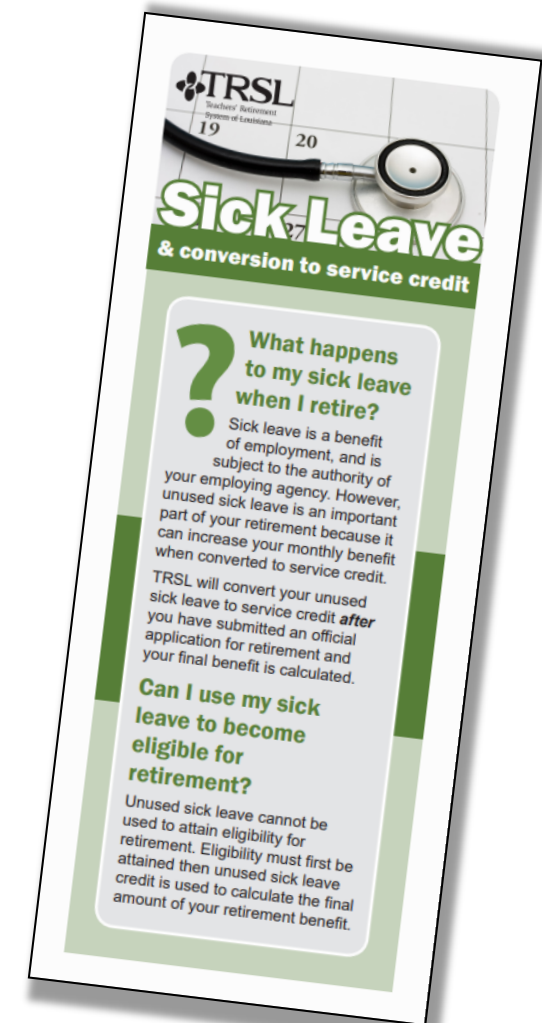 TRSL
Teachers' Retirement
System of Louisiana
19
20
27
Sick Leave
& conversion to service credit
?
What happens
to my sick leave
when I retire?
Sick leave is a benefit
of employment, and is
subject to the authority of
your employing agency. However,
unused sick leave is an important
part of your retirement because it
can increase your monthly benefit
when converted to service credit.
TRSL will convert your unused
sick leave to service credit after
you have submitted an official
application for retirement and
your final benefit is calculated.
Can I use my sick
leave to become
eligible for
retirement?
Unused sick leave cannot be
used to attain eligibility for
retirement. Eligibility must first be
attained then unused sick leave
credit is used to calculate the final
amount of your retirement benefit.